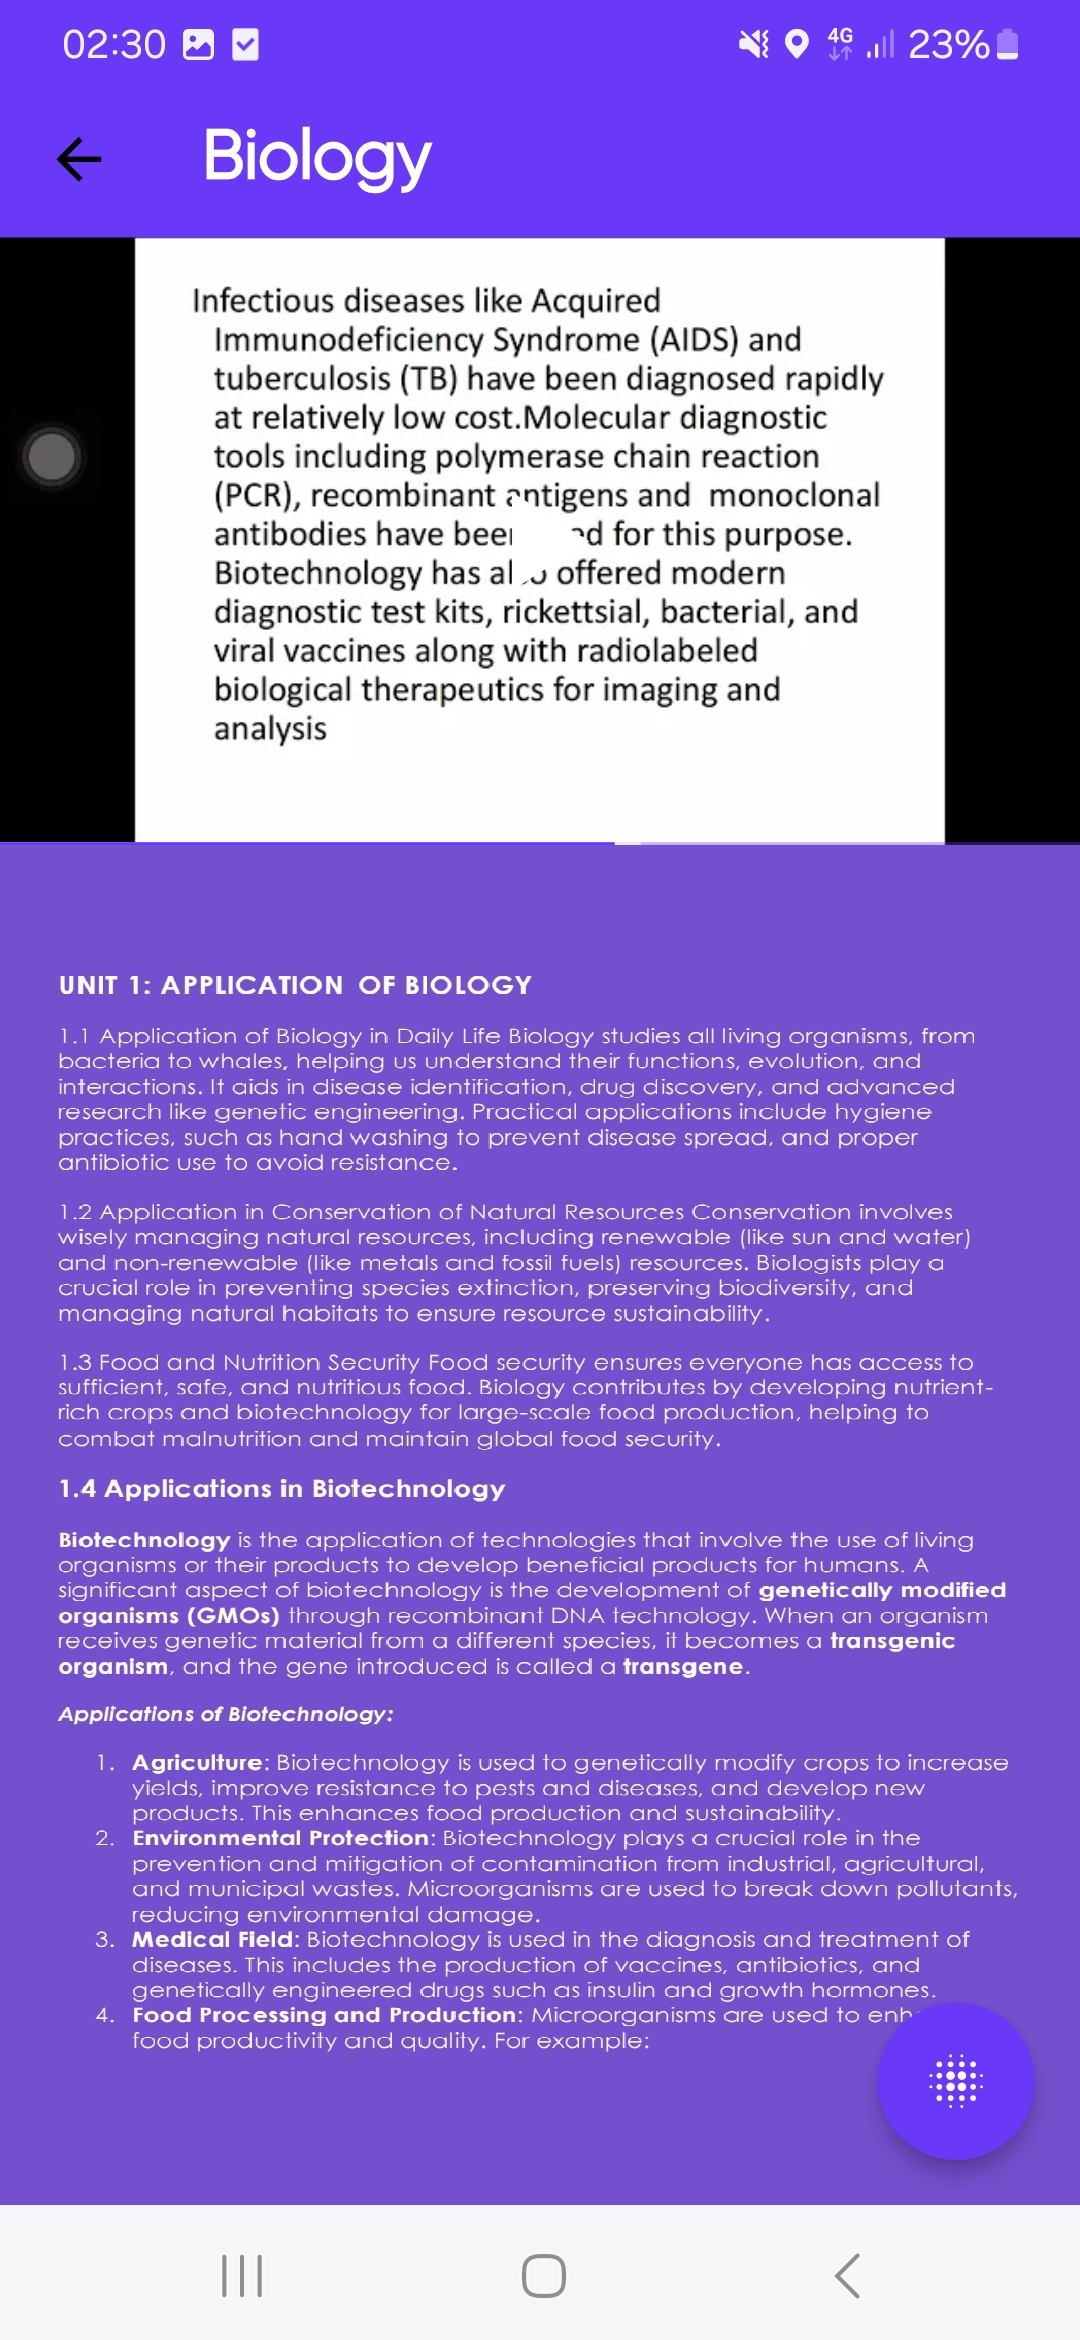 02:30
4G
23%
Biology
Infectious diseases like Acquired
Immunodeficiency Syndrome (AIDS) and
tuberculosis (TB) have been diagnosed rapidly
at relatively low cost.Molecular diagnostic
tools including polymerase chain reaction
(PCR), recombinant antigens and monoclonal
antibodies have been for this purpose.
Biotechnology has also offered modern
diagnostic test kits, rickettsial, bacterial, and
viral vaccines along with radiolabeled
biological therapeutics for imaging and
analysis
UNIT 1: APPLICATION OF BIOLOGY
1.1 Application of Biology in Daily Life Biology studies all living organisms, from
bacteria to whales, helping us understand their functions, evolution, and
interactions. It aids in disease identification, drug discovery, and advanced
research like genetic engineering. Practical applications include hygiene
practices, such as hand washing to prevent disease spread, and proper
antibiotic use to avoid resistance.
1.2 Application in Conservation of Natural Resources Conservation involves
wisely managing natural resources, including renewable (like sun and water)
and non-renewable (like metals and fossil fuels) resources. Biologists play a
crucial role in preventing species extinction, preserving biodiversity, and
managing natural habitats to ensure resource sustainability.
1.3 Food and Nutrition Security Food security ensures everyone has access to
sufficient, safe, and nutritious food. Biology contributes by developing nutrient-
rich crops and biotechnology for large-scale food production, helping to
combat malnutrition and maintain global food security.
1.4 Applications in Biotechnology
Biotechnology is the application of technologies that involve the use of living
organisms or their products to develop beneficial products for humans. A
significant aspect of biotechnology is the development of genetically modified
organisms (GMOs) through recombinant DNA technology. When an organism
receives genetic material from a different species, it becomes a transgenic
organism, and the gene introduced is called a transgene.
Applications of Biotechnology:
1. Agriculture: Biotechnology is used to genetically modify crops to increase
yields, improve resistance to pests and diseases, and develop new
products. This enhances food production and sustainability.
2. Environmental Protection: Biotechnology plays a crucial role in the
prevention and mitigation of contamination from industrial, agricultural,
and municipal wastes. Microorganisms are used to break down pollutants,
reducing environmental damage.
3. Medical Field: Biotechnology is used in the diagnosis and treatment of
diseases. This includes the production of vaccines, antibiotics, and
genetically engineered drugs such as insulin and growth hormones.
4. Food Processing and Production: Microorganisms are used to
food productivity and quality. For example: